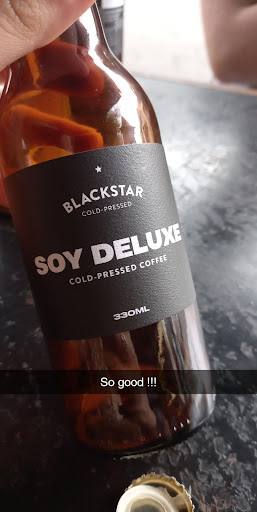 BLACKSTAR
COLD-PRESSED
SOY DELUXE
COLD-PRESSED COFFEE
330ML
So good !!!